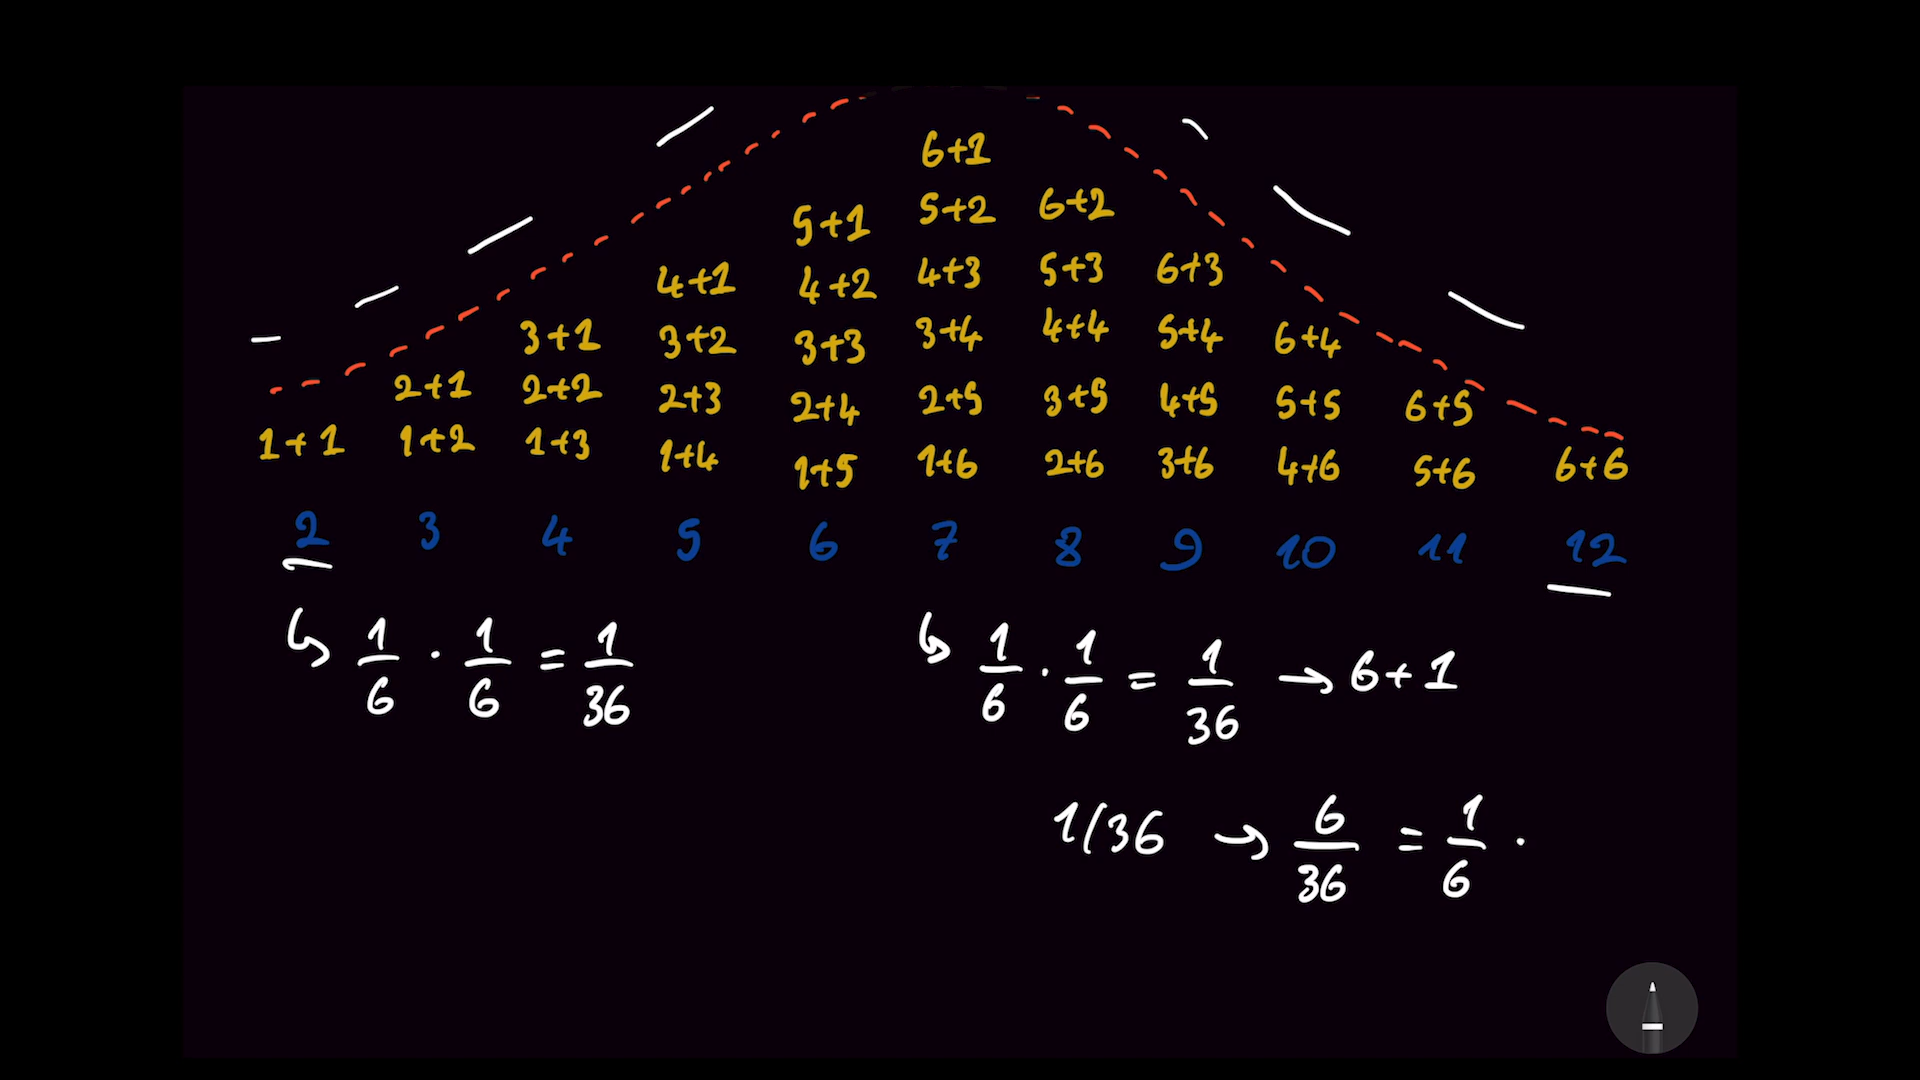 6+1
5+1 5+2 6+2
4+1 4+2 4+3 5+3 6+3
3+1 3+2 3+3 3+4 4+4 5+4 6+4
2+1 2+2 2+3 2+4 2+5 3+5 4+5 5+5 6+5
1+1 1+2 1+3 1+4 1+5 1+6 2+6 3+6 4+6 5+6 6+6
2 3 4 5 6 7 8 9 10 11 12
↳ 1/6 · 1/6 = 1/36 ↳ 1/6 · 1/6 = 1/36 → 6+1
1/36 → 6/36 = 1/6 ·